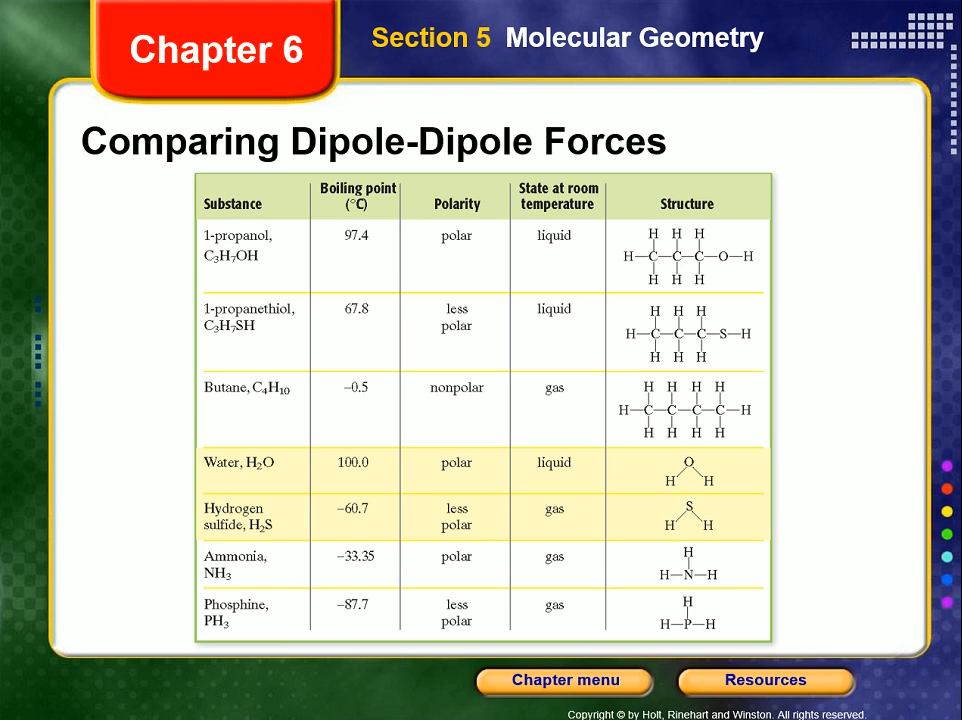 Chapter 6
Section 5 Molecular Geometry
Comparing Dipole-Dipole Forces
Substance
Boiling point
(°C)
Polarity
State at room
temperature
Structure
1-propanol,
C₃H₇OH
97.4
polar
liquid
H H H
H—C—C—C—O—H
H H H
1-propanethiol,
C₃H₇SH
67.8
less
polar
liquid
H H H
H—C—C—C—S—H
H H H
Butane, C₄H₁₀
–0.5
nonpolar
gas
H H H H
H—C—C—C—C—H
H H H H
Water, H₂O
100.0
polar
liquid
O
H H
Hydrogen
sulfide, H₂S
–60.7
less
polar
gas
S
H H
Ammonia,
NH₃
–33.35
polar
gas
H
H—N—H
Phosphine,
PH₃
–87.7
less
polar
gas
H
H—P—H
Chapter menu
Resources
Copyright © by Holt, Rinehart and Winston. All rights reserved.